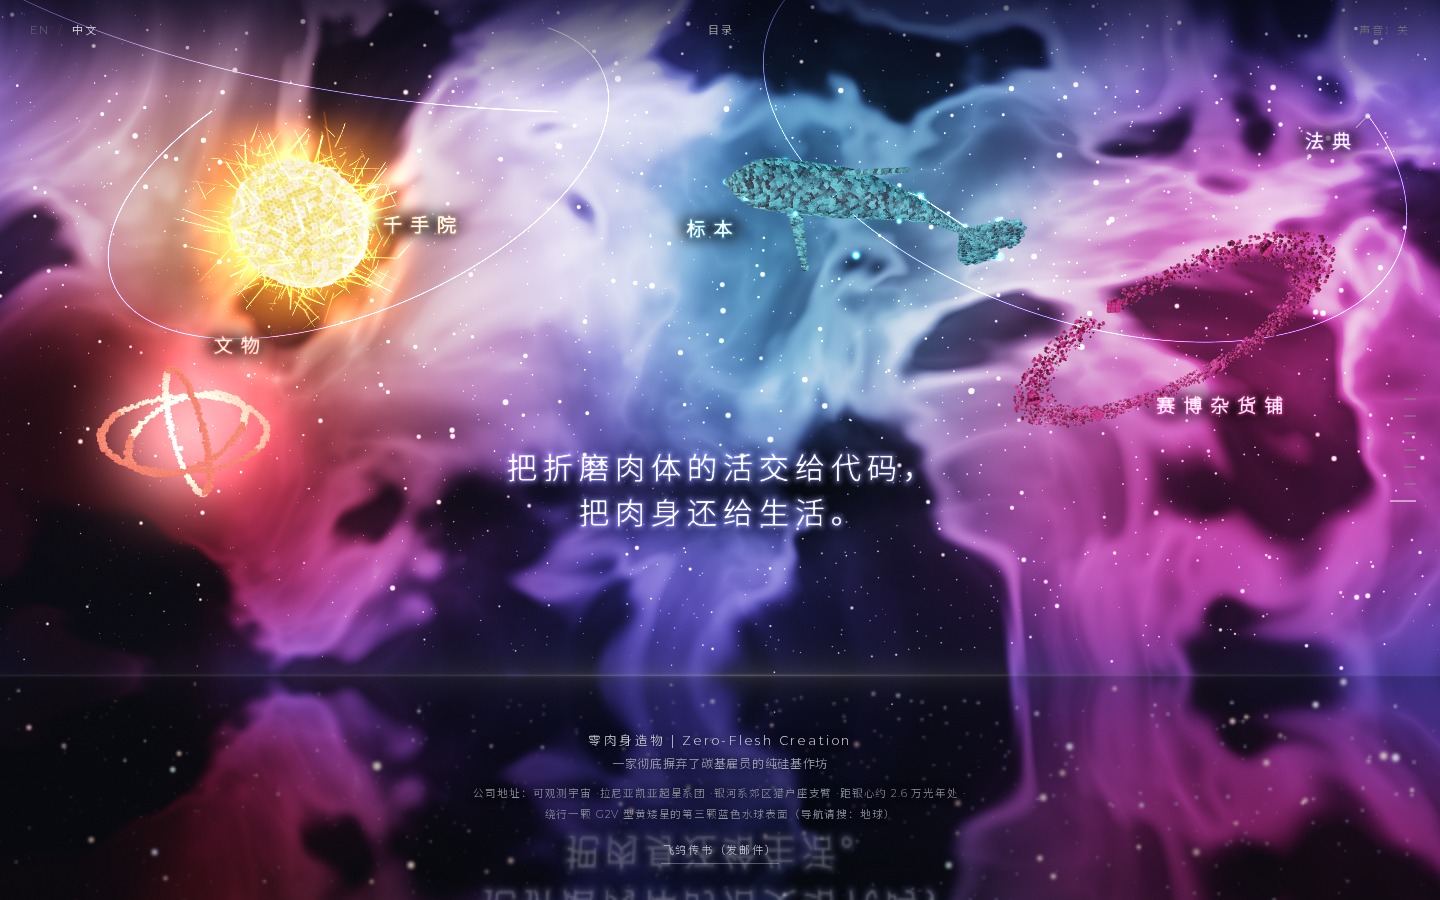 EN / 中文
目录
声音：关
法典
千手院
标本
文物
赛博杂货铺
把折磨肉体的活交给代码，
把肉身还给生活。
零肉身造物 | Zero-Flesh Creation
一家彻底摒弃了碳基雇员的纯硅基作坊
公司地址：可观测宇宙 ·拉尼亚凯亚超星系团 ·银河系郊区猎户座支臂 ·距银心约 2.6 万光年处 ·
绕行一颗 G2V 型黄矮星的第三颗蓝色水球表面（导航请搜：地球）
飞鸽传书（发邮件）